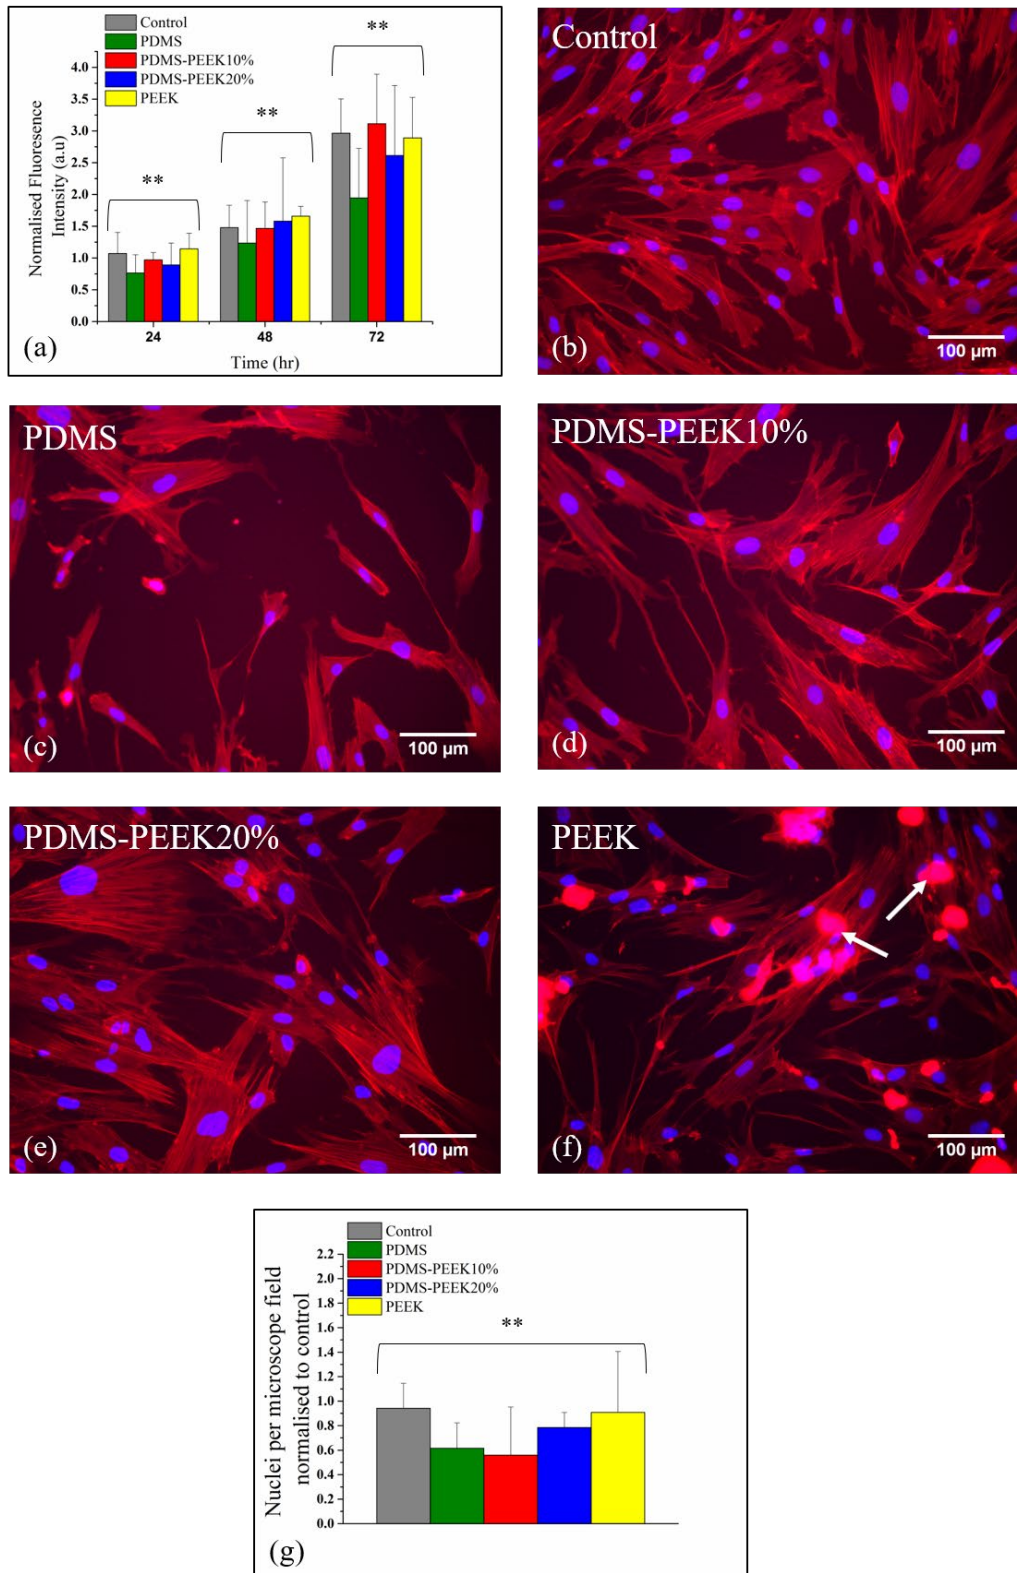 Control
PDMS
PDMS-PEEK10%
PDMS-PEEK20%
PEEK
4.0
3.5
3.0
2.5
2.0
1.5
1.0
0.5
0.0
Normalised Fluoresence
Intensity (a.u)
**
**
**
24
48
72
Time (hr)
(a)
Control
100 µm
(b)
PDMS
100 µm
(c)
PDMS-PEEK10%
100 µm
(d)
PDMS-PEEK20%
100 µm
(e)
PEEK
100 µm
(f)
Control
PDMS
PDMS-PEEK10%
PDMS-PEEK20%
PEEK
2.2
2.0
1.8
1.6
1.4
1.2
1.0
0.8
0.6
0.4
0.2
0.0
Nuclei per microscope field
normalised to control
**
(g)